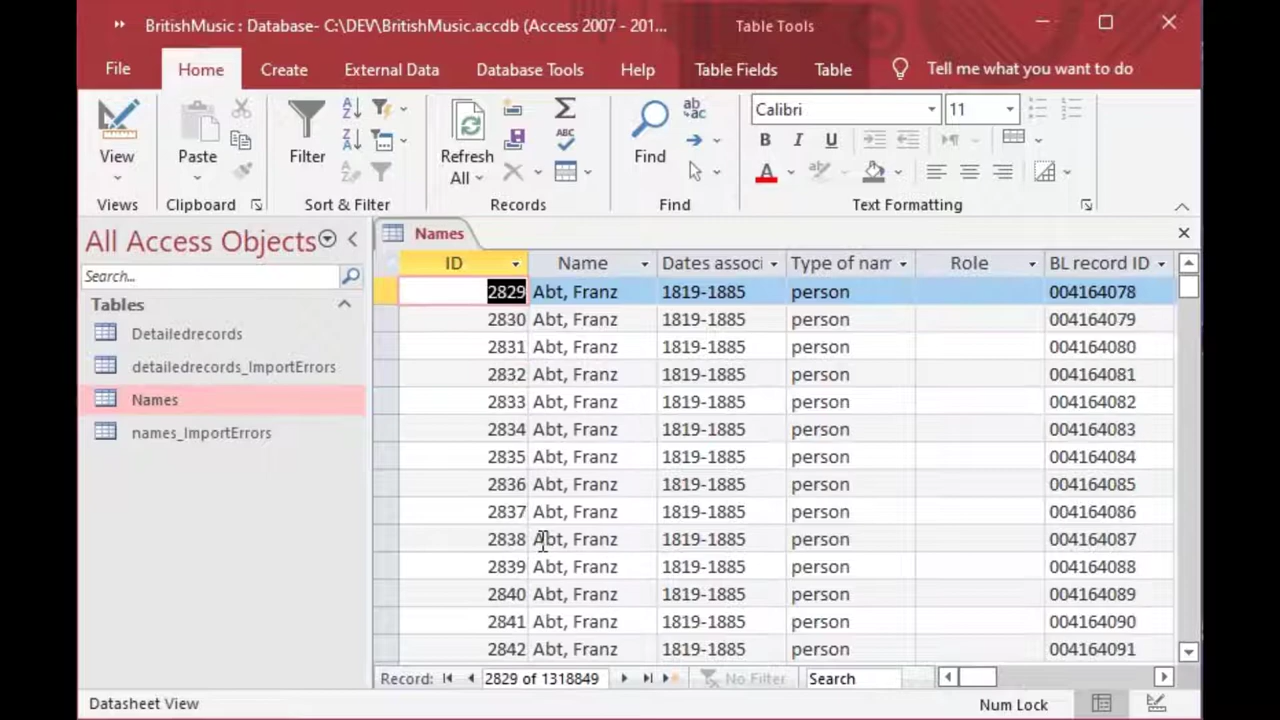 BritishMusic : Database- C:\DEV\BritishMusic.accdb (Access 2007 - 201... Table Tools
File Home Create External Data Database Tools Help Table Fields Table Tell me what you want to do
View Paste Filter Refresh All Find Calibri 11
ab ac ABC B I U A ab
Views Clipboard Sort & Filter Records Find Text Formatting
All Access Objects
Search...
Tables
Detailedrecords
detailedrecords_ImportErrors
Names
names_ImportErrors
Names
ID Name Dates associ Type of nam Role BL record ID
2829 Abt, Franz 1819-1885 person 004164078
2830 Abt, Franz 1819-1885 person 004164079
2831 Abt, Franz 1819-1885 person 004164080
2832 Abt, Franz 1819-1885 person 004164081
2833 Abt, Franz 1819-1885 person 004164082
2834 Abt, Franz 1819-1885 person 004164083
2835 Abt, Franz 1819-1885 person 004164084
2836 Abt, Franz 1819-1885 person 004164085
2837 Abt, Franz 1819-1885 person 004164086
2838 Abt, Franz 1819-1885 person 004164087
2839 Abt, Franz 1819-1885 person 004164088
2840 Abt, Franz 1819-1885 person 004164089
2841 Abt, Franz 1819-1885 person 004164090
2842 Abt, Franz 1819-1885 person 004164091
Record: 2829 of 1318849 No Filter Search
Datasheet View Num Lock